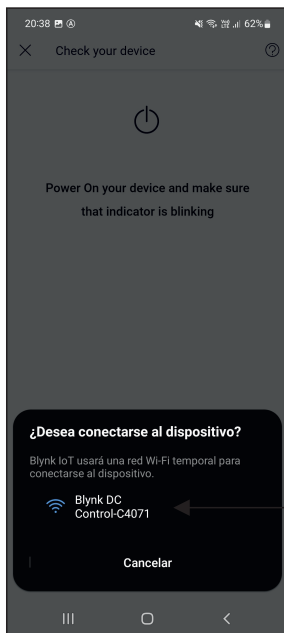 20:38 62%
Check your device
Power On your device and make sure
that indicator is blinking
¿Desea conectarse al dispositivo?
Blynk IoT usará una red Wi-Fi temporal para
conectarse al dispositivo.
Blynk DC
Control-C4071
Cancelar